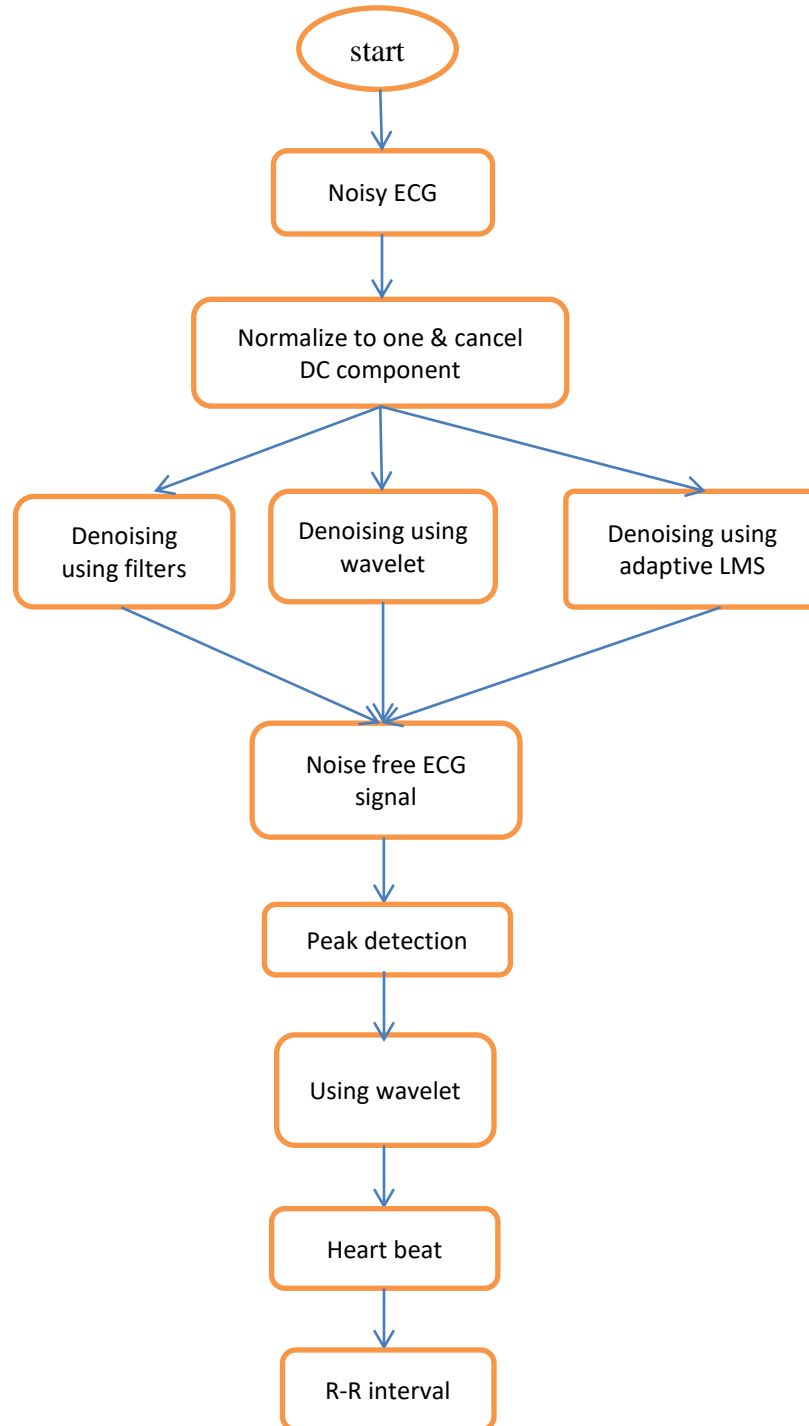 start
Noisy ECG
Normalize to one & cancel
DC component
Denoising
using filters
Denoising using
wavelet
Denoising using
adaptive LMS
Noise free ECG
signal
Peak detection
Using wavelet
Heart beat
R-R interval